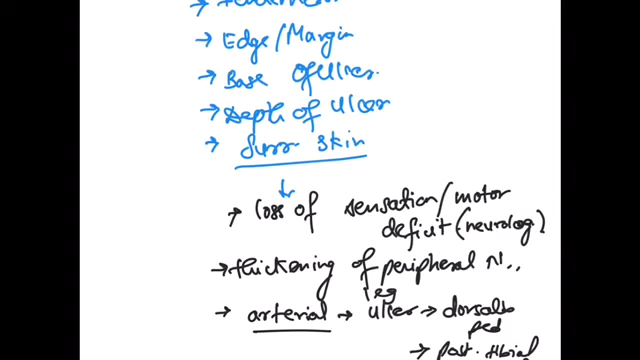 → Edge/Margin
→ Base of Ulcer.
→ Depth of ulcer
→ Surr skin
→ loss of sensation/motor
deficit (neurolog)
→ thickening of peripheral N..
leg
→ arterial → ulcer → dorsalis
ped
→ post. tibial